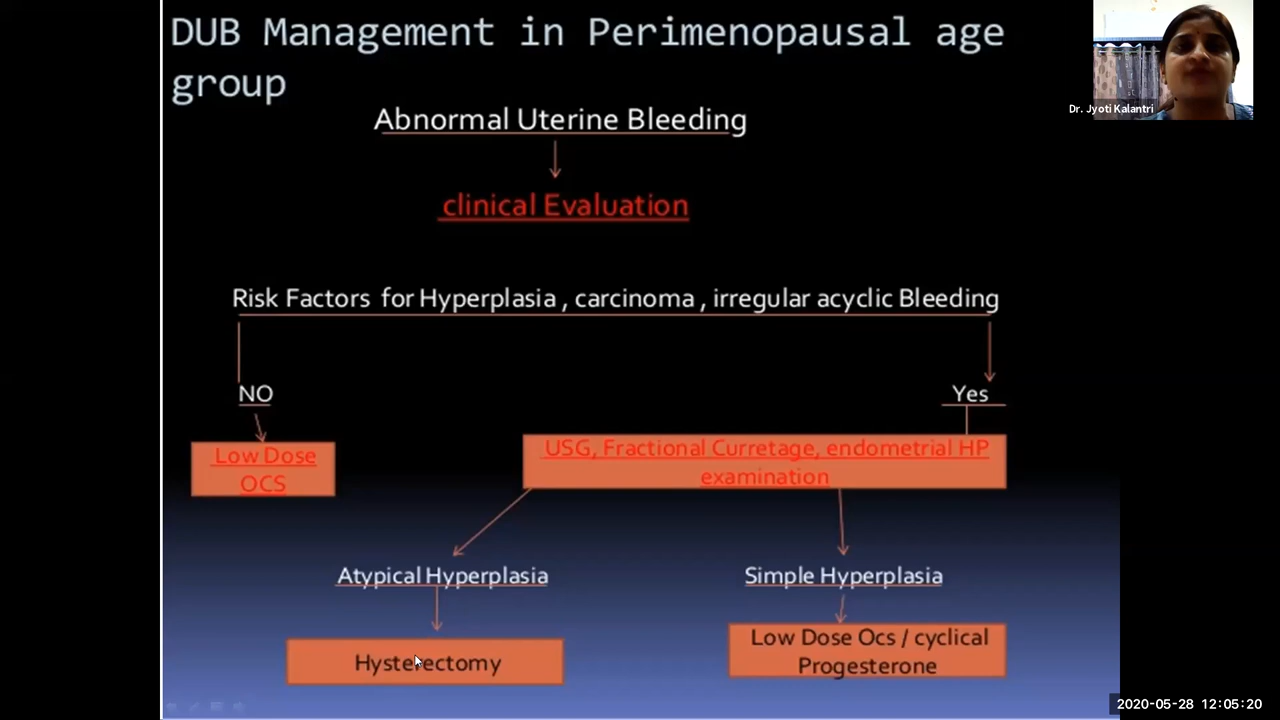 DUB Management in Perimenopausal age
group
Dr. Jyoti Kalantri
Abnormal Uterine Bleeding
clinical Evaluation
Risk Factors for Hyperplasia , carcinoma , irregular acyclic Bleeding
NO
Yes
Low Dose
OCS
USG, Fractional Curretage, endometrial HP
examination
Atypical Hyperplasia
Simple Hyperplasia
Hysterectomy
Low Dose Ocs / cyclical
Progesterone
2020-05-28 12:05:20